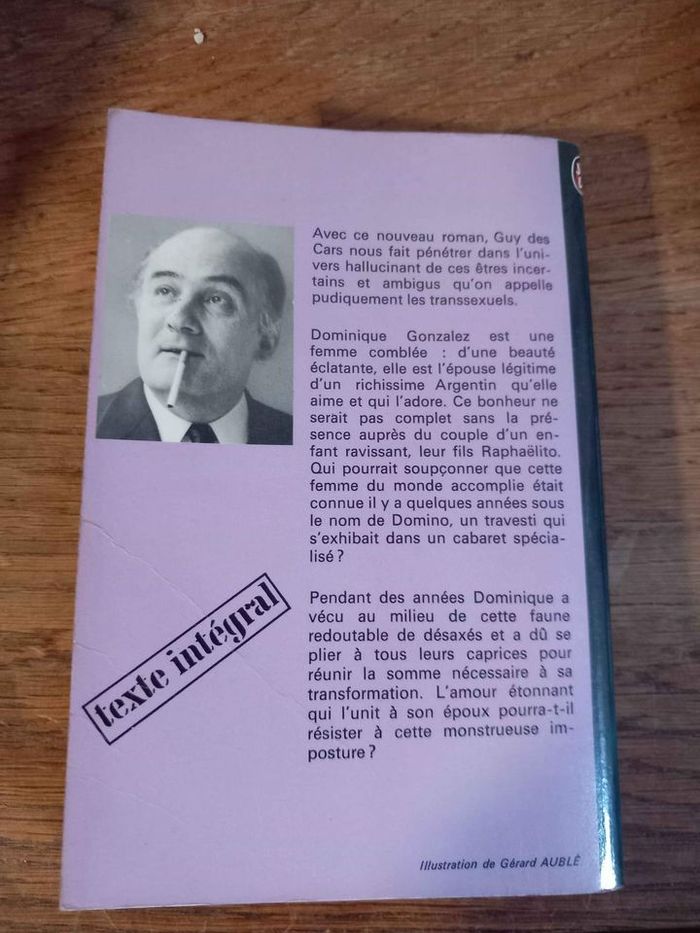 Avec ce nouveau roman, Guy des
Cars nous fait pénétrer dans l'uni-
vers hallucinant de ces êtres incer-
tains et ambigus qu'on appelle
pudiquement les transsexuels.
Dominique Gonzalez est une
femme comblée : d'une beauté
éclatante, elle est l'épouse légitime
d'un richissime Argentin qu'elle
aime et qui l'adore. Ce bonheur ne
serait pas complet sans la pré-
sence auprès du couple d'un en-
fant ravissant, leur fils Raphaëlito.
Qui pourrait soupçonner que cette
femme du monde accomplie était
connue il y a quelques années sous
le nom de Domino, un travesti qui
s'exhibait dans un cabaret spécia-
lisé ?
Pendant des années Dominique a
vécu au milieu de cette faune
redoutable de désaxés et a dû se
plier à tous leurs caprices pour
réunir la somme nécessaire à sa
transformation. L'amour étonnant
qui l'unit à son époux pourra-t-il
résister à cette monstrueuse im-
posture ?
texte intégral
Illustration de Gérard AUBLÊ